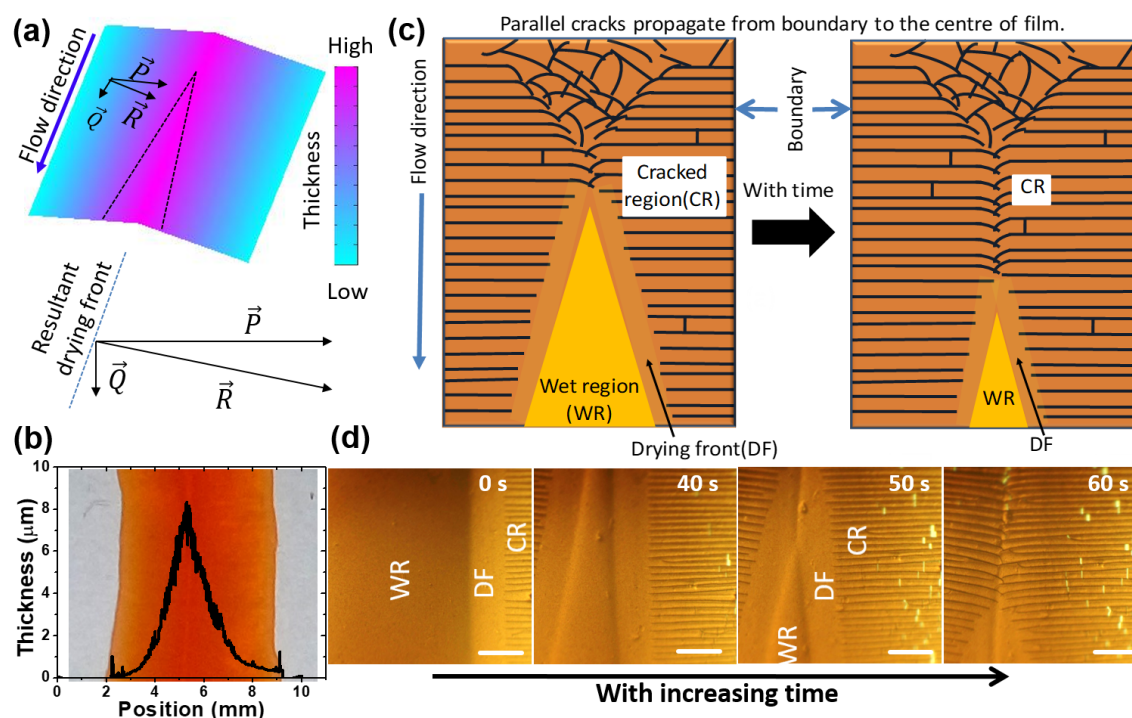 (a)
Flow direction
P⃗
Q⃗
R⃗
High
Thickness
Low
Resultant
drying front
P⃗
Q⃗
R⃗
(c)
Parallel cracks propagate from boundary to the centre of film.
Flow direction
Cracked
region(CR)
Wet region
(WR)
Drying front(DF)
Boundary
With time
CR
WR
DF
(b)
Thickness (μm)
10
8
6
4
2
0
0 2 4 6 8 10
Position (mm)
(d)
0 s
WR
DF
CR
40 s
50 s
WR
DF
CR
60 s
With increasing time